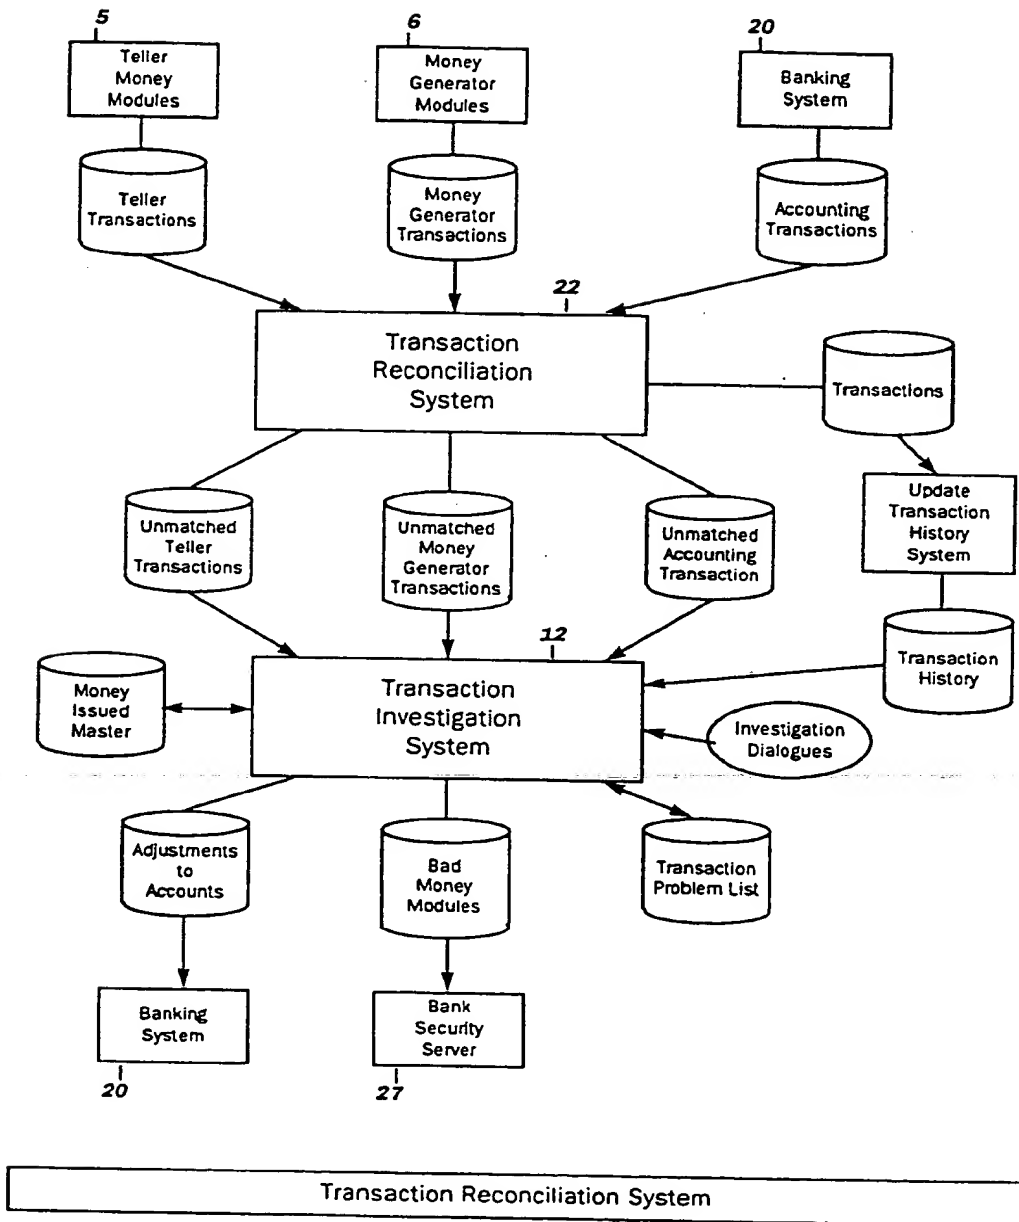 5
6
20
Teller
Money
Modules
Money
Generator
Modules
Banking
System
Teller
Transactions
Money
Generator
Transactions
Accounting
Transactions
22
Transaction
Reconciliation
System
Transactions
Unmatched
Teller
Transactions
Unmatched
Money
Generator
Transactions
Unmatched
Accounting
Transaction
Update
Transaction
History
System
12
Transaction
History
Money
Issued
Master
Transaction
Investigation
System
Investigation
Dialogues
Adjustments
to
Accounts
Bad
Money
Modules
Transaction
Problem List
Banking
System
Bank
Security
Server
20
27
Transaction Reconciliation System